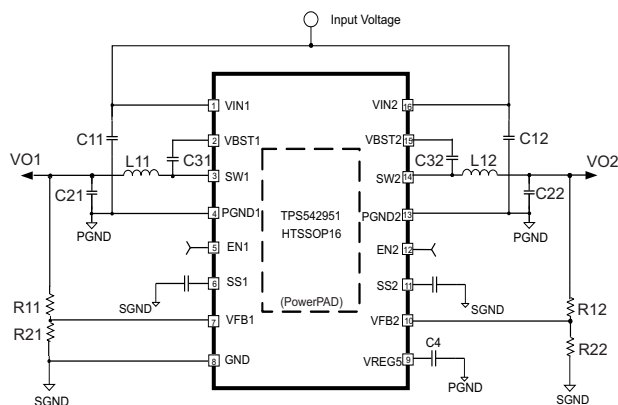 Input Voltage
VIN1
VIN2
1
16
C11
C12
VBST1
VBST2
2
15
VO1
L11
C31
C32
L12
VO2
SW1
SW2
3
14
C21
C22
PGND1
PGND2
4
13
TPS542951
HTSSOP16
PGND
PGND
EN1
EN2
5
12
SS1
SS2
6
11
SGND
SGND
(PowerPAD)
R11
R12
VFB1
VFB2
7
10
R21
R22
C4
GND
VREG5
8
9
SGND
PGND
SGND